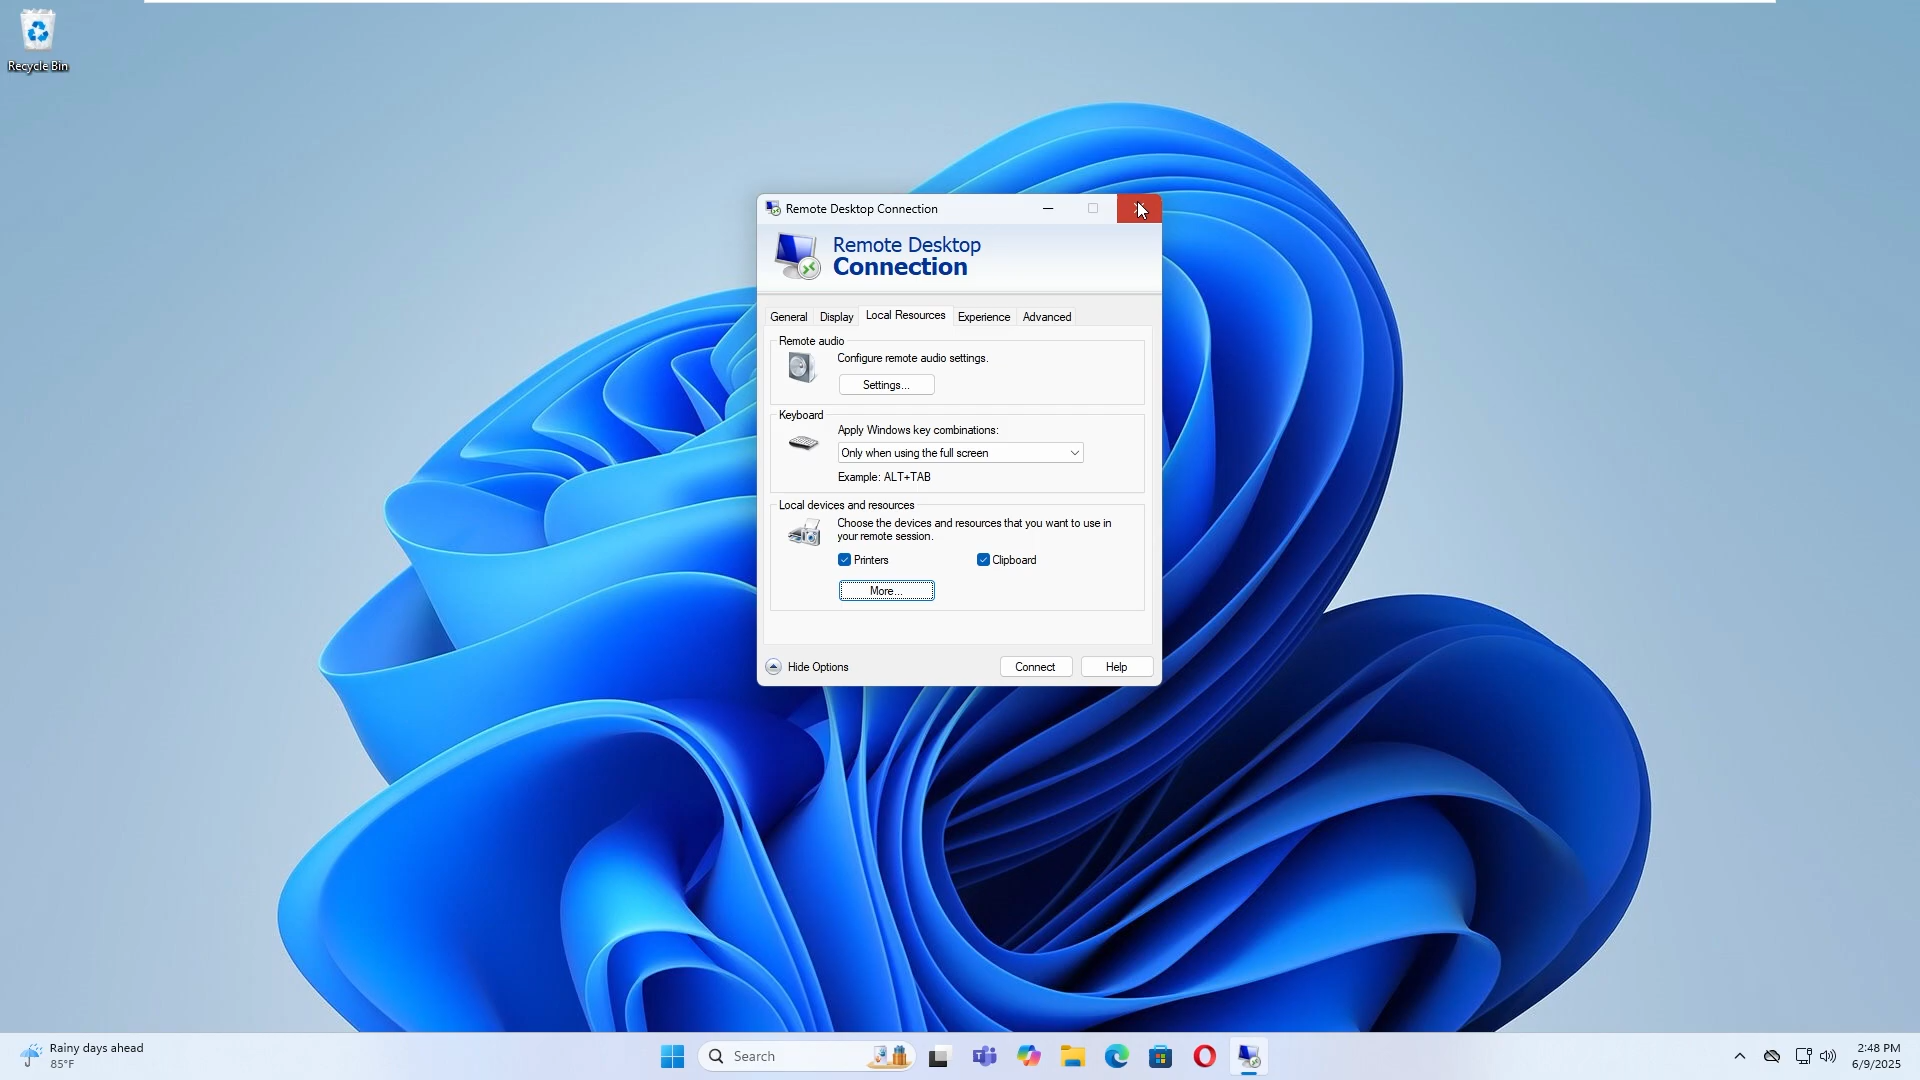 Recycle Bin
Remote Desktop Connection
Remote Desktop
Connection
General
Display
Local Resources
Experience
Advanced
Remote audio
Configure remote audio settings.
Settings...
Keyboard
Apply Windows key combinations:
Only when using the full screen
Example: ALT+TAB
Local devices and resources
Choose the devices and resources that you want to use in
your remote session.
Printers
Clipboard
More...
Hide Options
Connect
Help
Rainy days ahead
85°F
Search
2:48 PM
6/9/2025